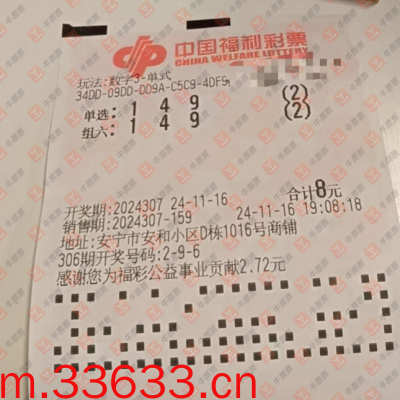 中国福利彩票
CHINA WELFARE LOTTERY
玩法:数字3-单式
34DD-09DD-DD9A-C5C9-4DF9
单选: 1 4 9 (2)
组六: 1 4 9 (2)
合计8元
开奖期:2024307 24-11-16
销售期:2024307-159 24-11-16 19:08:18
地址:安宁市安和小区D栋1016号商铺
306期开奖号码:2-9-6
感谢您为福彩公益事业贡献2.72元
m.33633.cn